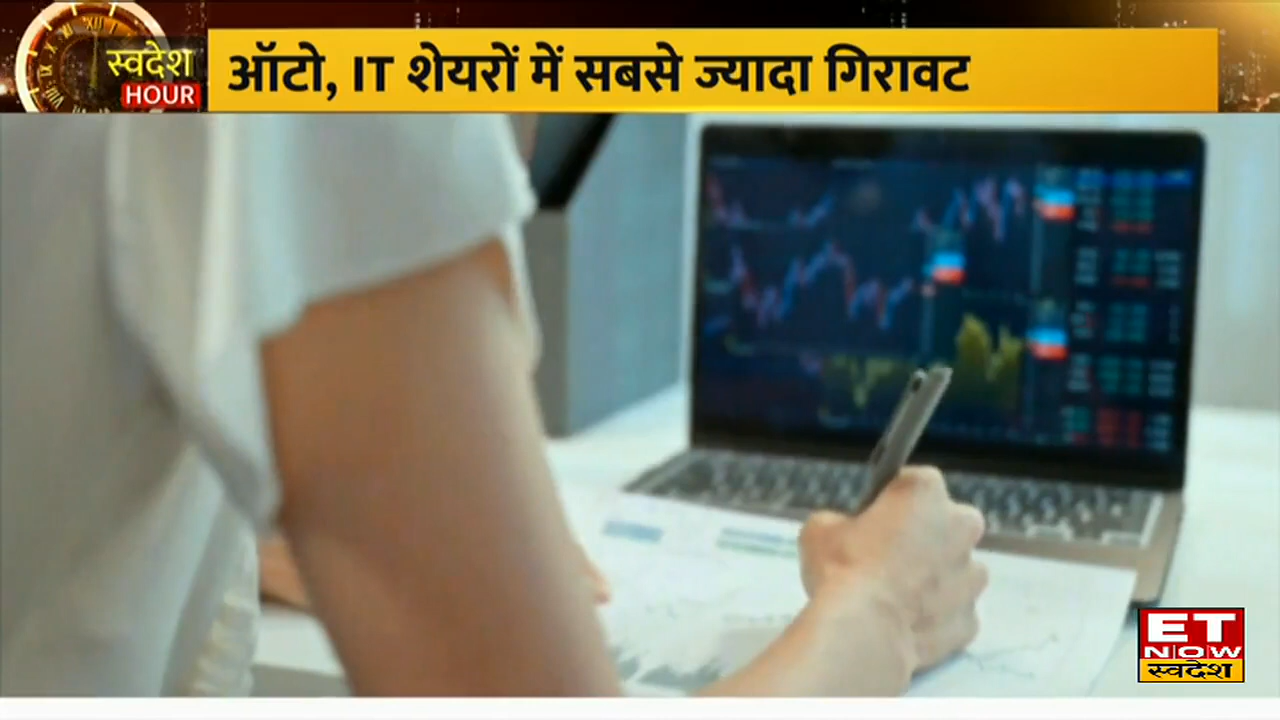 स्वदेश
HOUR
ऑटो, IT शेयरों में सबसे ज्यादा गिरावट
ET
NOW
स्वदेश